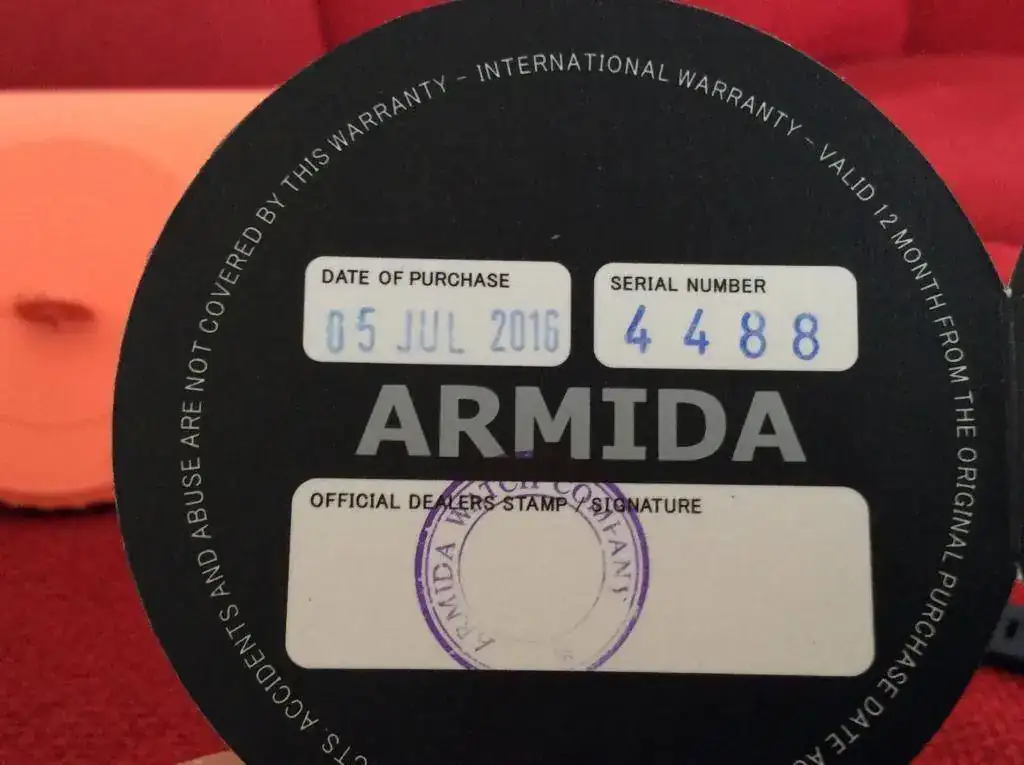 ACCIDENTS AND ABUSE ARE NOT COVERED BY THIS WARRANTY - INTERNATIONAL WARRANTY - VALID 12 MONTH FROM THE ORIGINAL PURCHASE DATE
DATE OF PURCHASE
05 JUL 2016
SERIAL NUMBER
4488
ARMIDA
OFFICIAL DEALERS STAMP / SIGNATURE
ARMIDA WATCH COMPANY